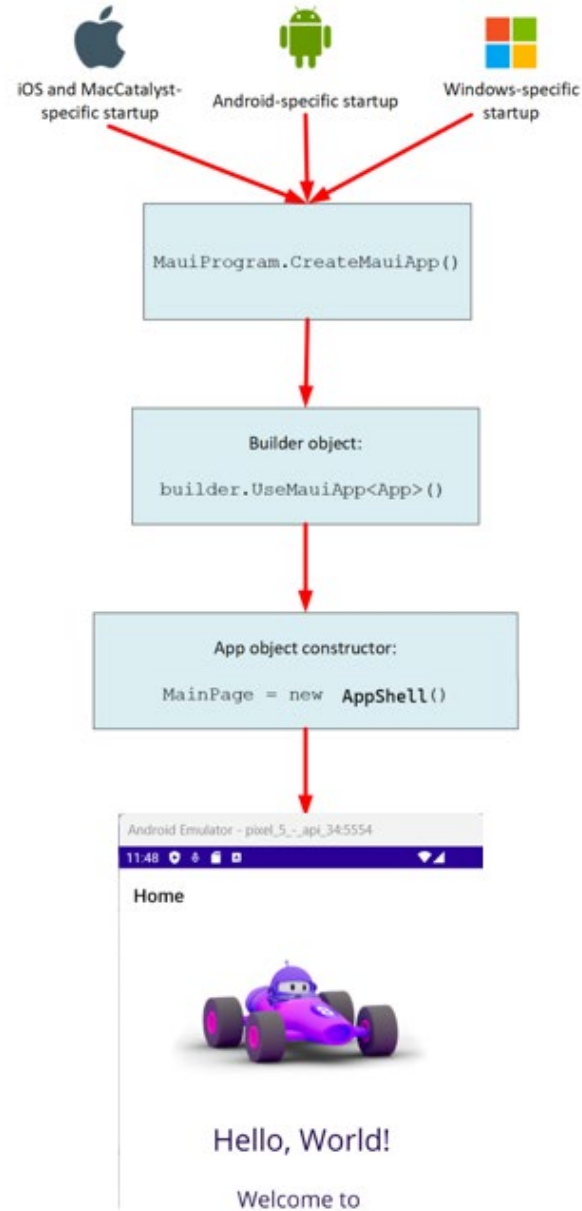 iOS and MacCatalyst-
specific startup
Android-specific startup
Windows-specific
startup
MauiProgram.CreateMauiApp()
Builder object:
builder.UseMauiApp<App>()
App object constructor:
MainPage = new AppShell()
Android Emulator - pixel_5_-_api_34:5554
11:48
Home
Hello, World!
Welcome to